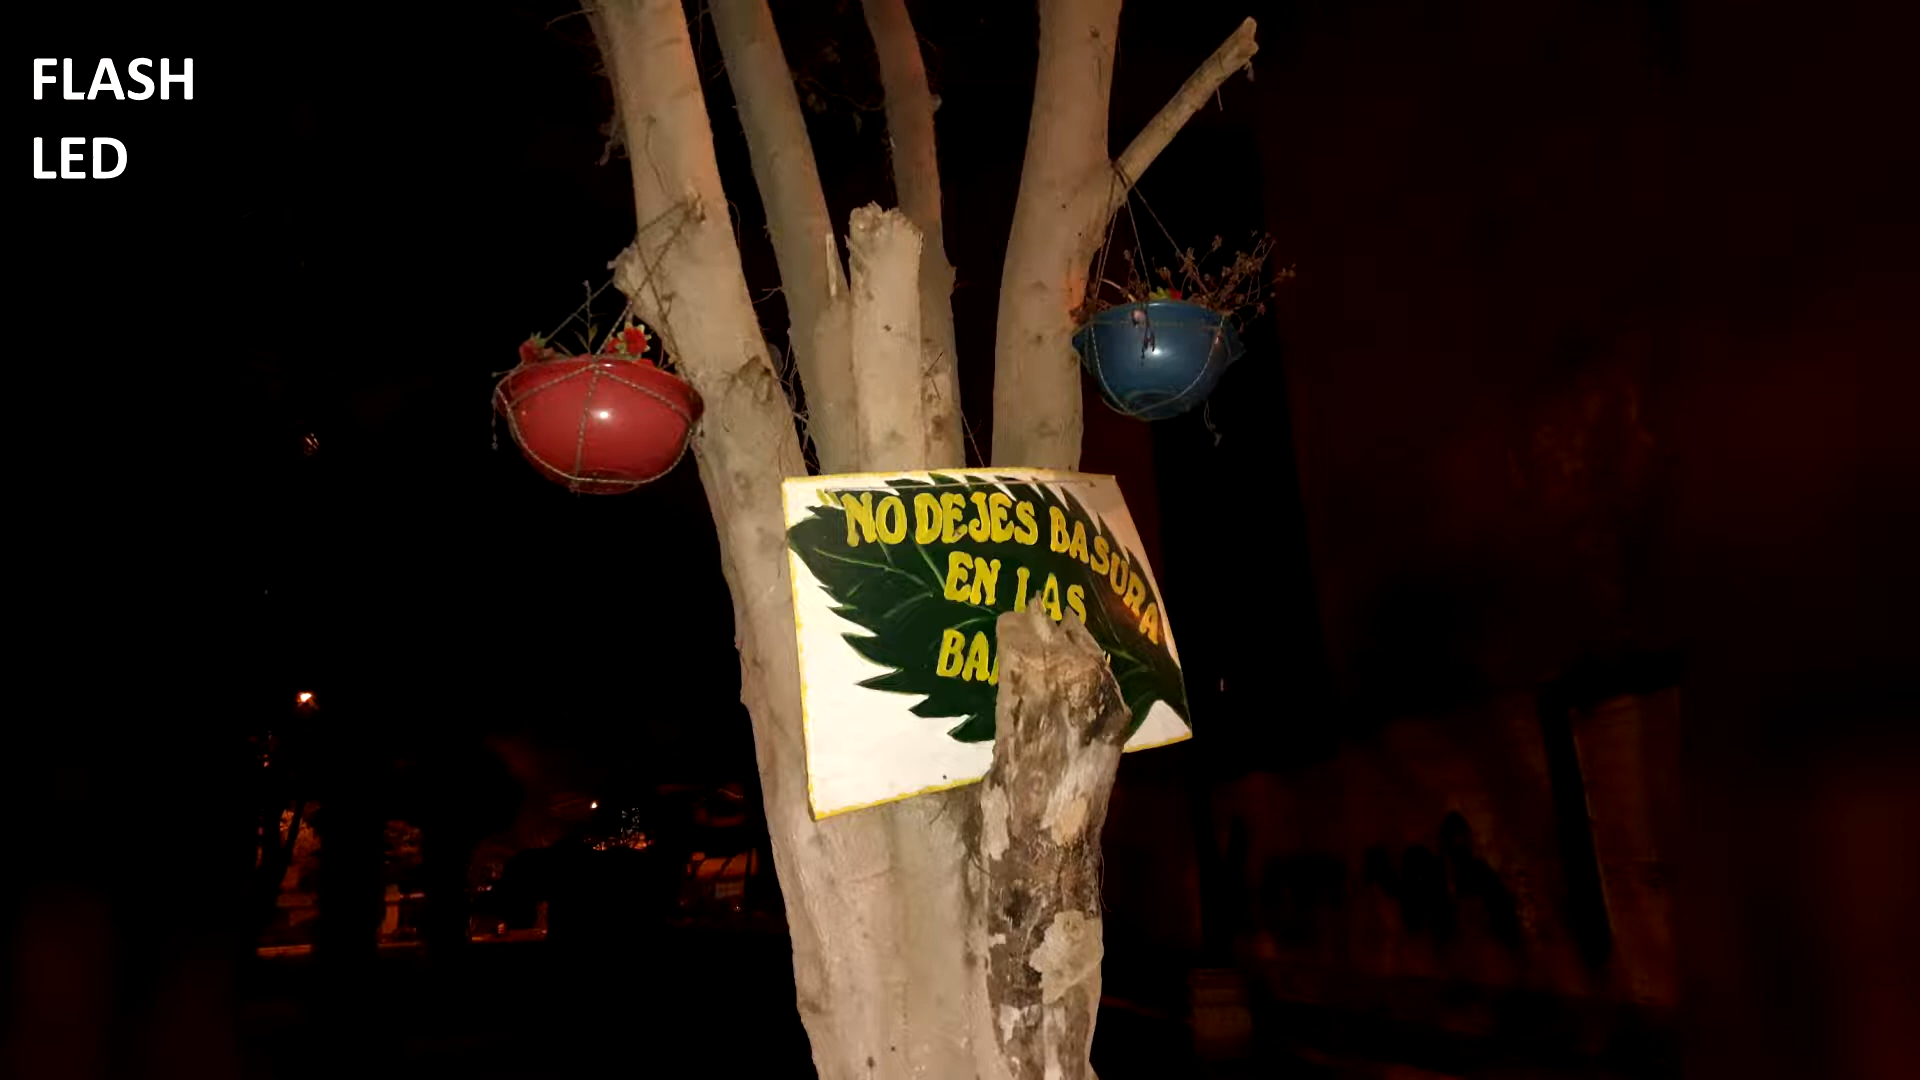 FLASH
LED
"NO DEJES BASURA
EN LAS